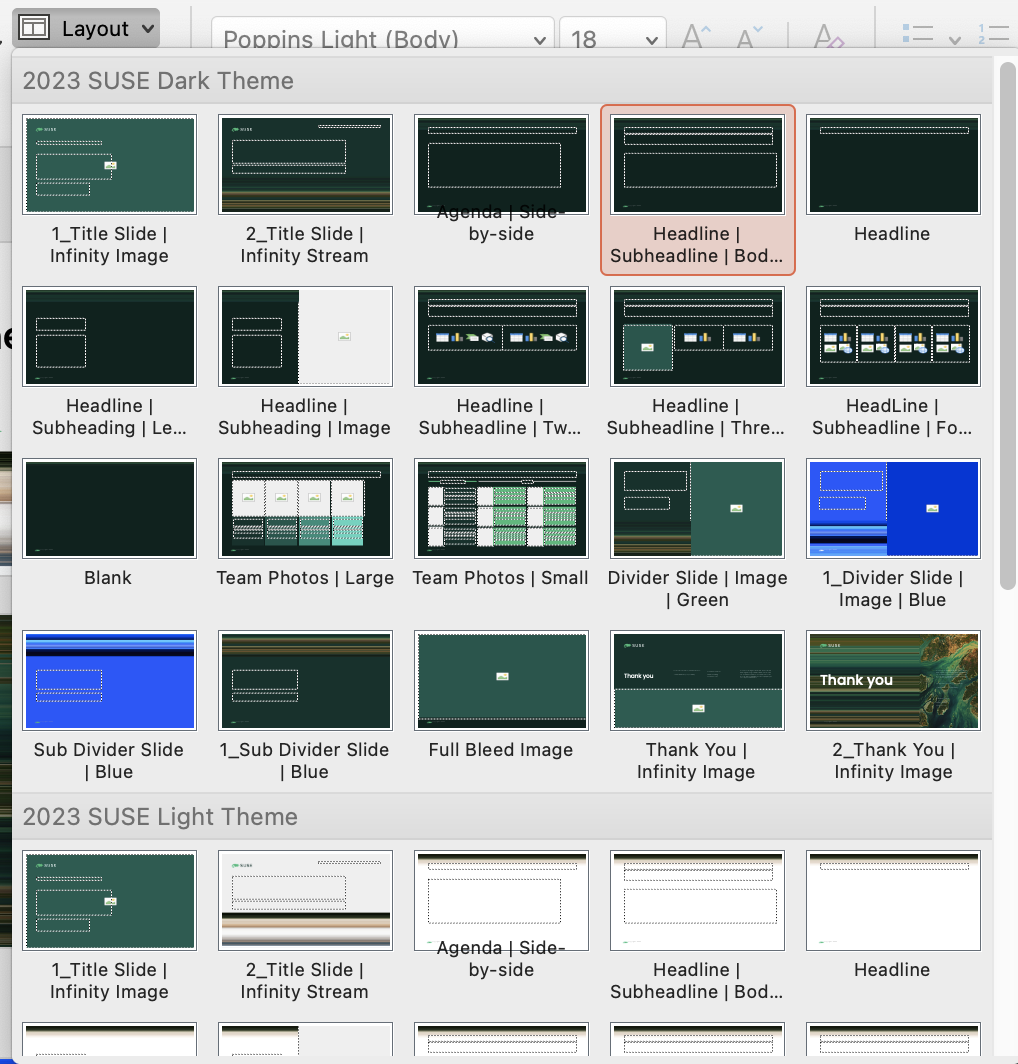 Layout
Poppins Light (Body)
18
2023 SUSE Dark Theme
SUSE
SUSE
1_Title Slide |
Infinity Image
2_Title Slide |
Infinity Stream
Agenda | Side-
by-side
Headline |
Subheadline | Bod...
Headline
Headline |
Subheading | Le...
Headline |
Subheading | Image
Headline |
Subheadline | Tw...
Headline |
Subheadline | Thre...
HeadLine |
Subheadline | Fo...
Blank
Team Photos | Large
Team Photos | Small
Divider Slide | Image
| Green
1_Divider Slide |
Image | Blue
SUSE
Thank you
SUSE
Thank you
Sub Divider Slide
| Blue
1_Sub Divider Slide
| Blue
Full Bleed Image
Thank You |
Infinity Image
2_Thank You |
Infinity Image
2023 SUSE Light Theme
SUSE
SUSE
1_Title Slide |
Infinity Image
2_Title Slide |
Infinity Stream
Agenda | Side-
by-side
Headline |
Subheadline | Bod...
Headline